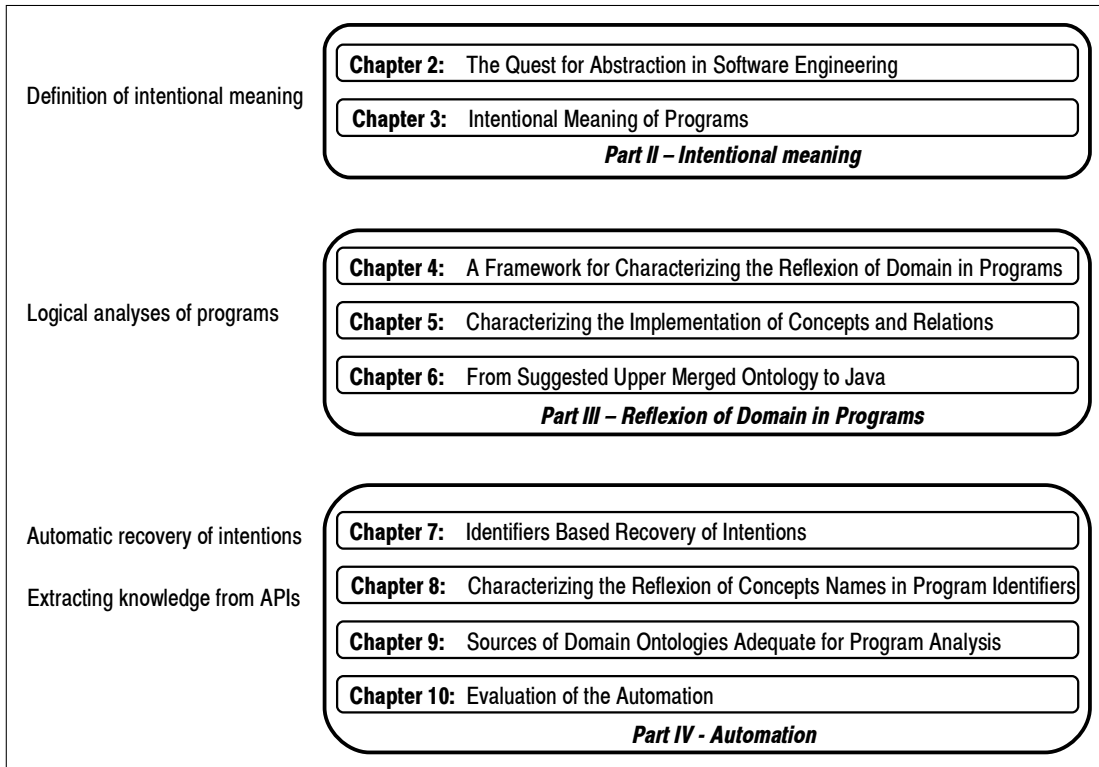 Definition of intentional meaning
Chapter 2: The Quest for Abstraction in Software Engineering
Chapter 3: Intentional Meaning of Programs
Part II – Intentional meaning
Logical analyses of programs
Chapter 4: A Framework for Characterizing the Reflexion of Domain in Programs
Chapter 5: Characterizing the Implementation of Concepts and Relations
Chapter 6: From Suggested Upper Merged Ontology to Java
Part III – Reflexion of Domain in Programs
Automatic recovery of intentions
Extracting knowledge from APIs
Chapter 7: Identifiers Based Recovery of Intentions
Chapter 8: Characterizing the Reflexion of Concepts Names in Program Identifiers
Chapter 9: Sources of Domain Ontologies Adequate for Program Analysis
Chapter 10: Evaluation of the Automation
Part IV - Automation